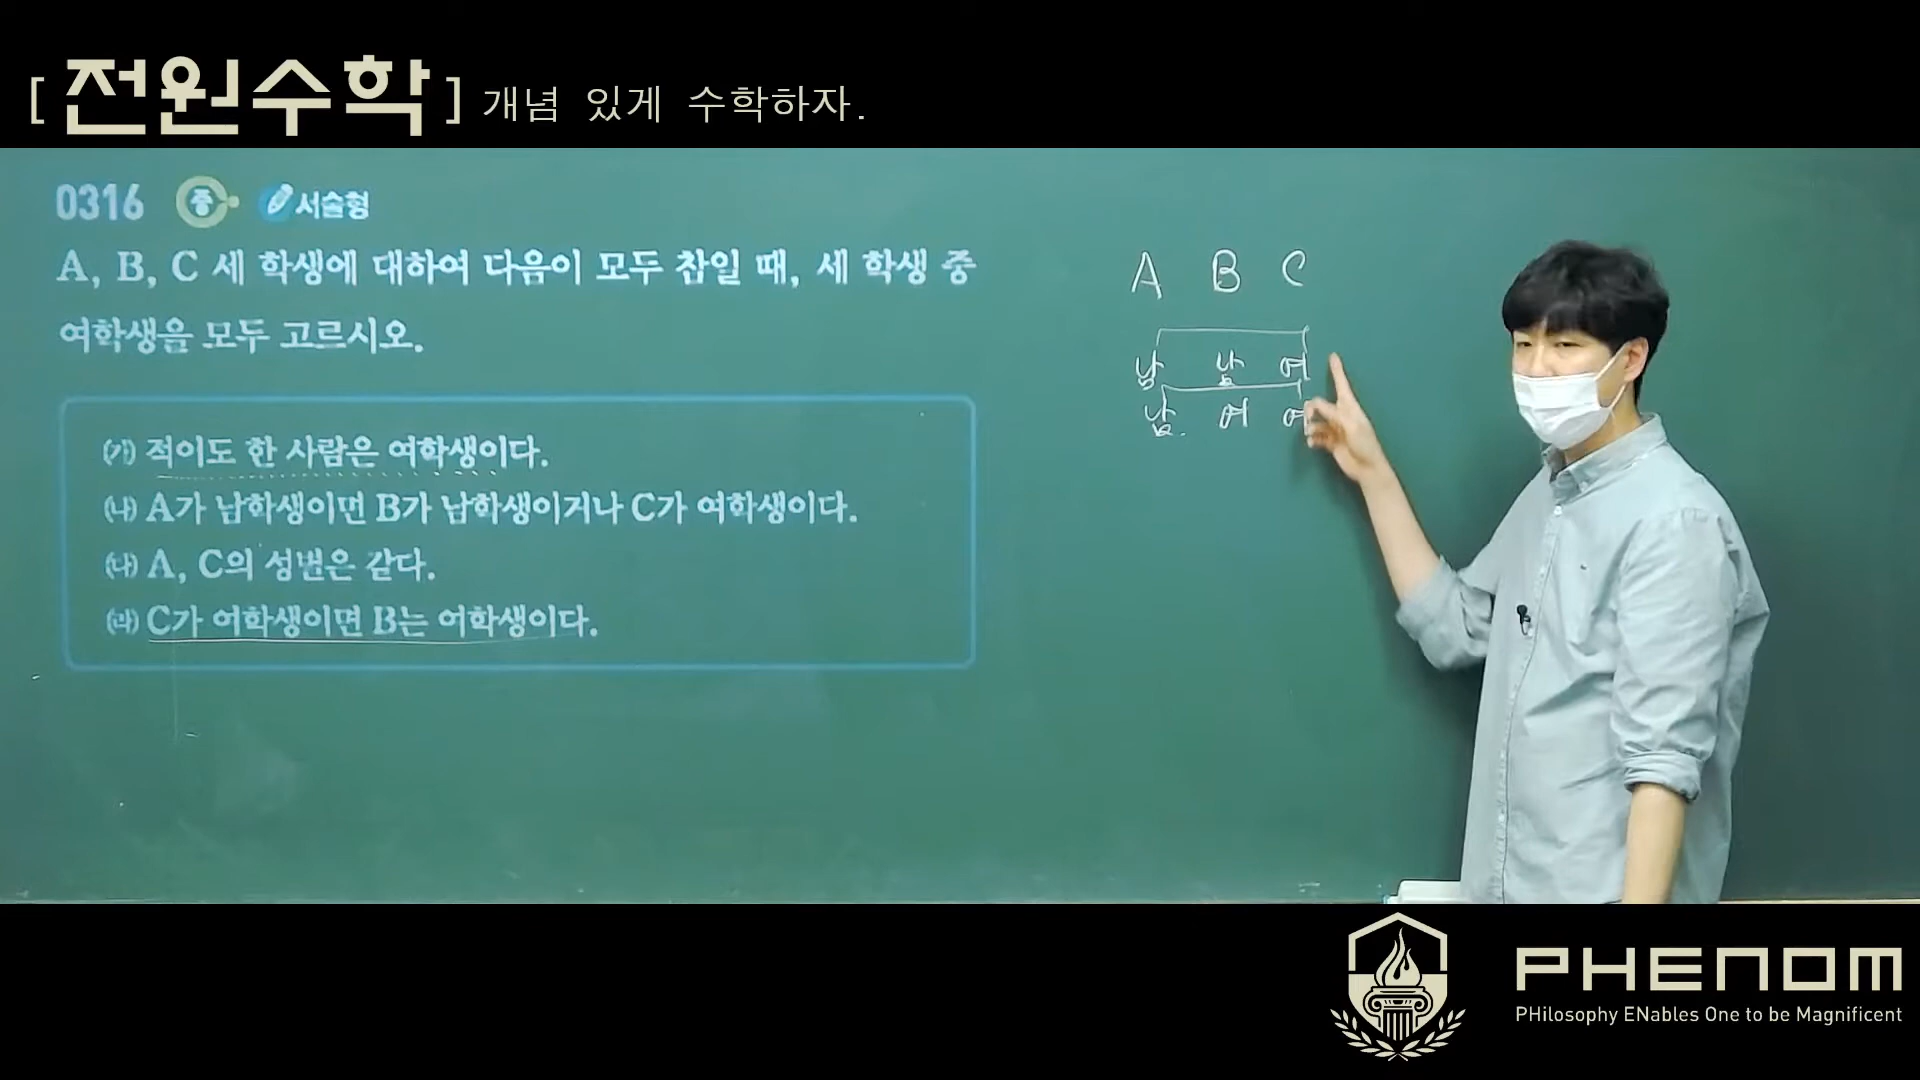 [전원수학] 개념 있게 수학하자.
0316 중 서술형
A, B, C 세 학생에 대하여 다음이 모두 참일 때, 세 학생 중
여학생을 모두 고르시오.
(가) 적어도 한 사람은 여학생이다.
(나) A가 남학생이면 B가 남학생이거나 C가 여학생이다.
(다) A, C의 성별은 같다.
(라) C가 여학생이면 B는 여학생이다.
A B C
남 남 여
남 여 여
PHENOM
PHilosophy ENables One to be Magnificent